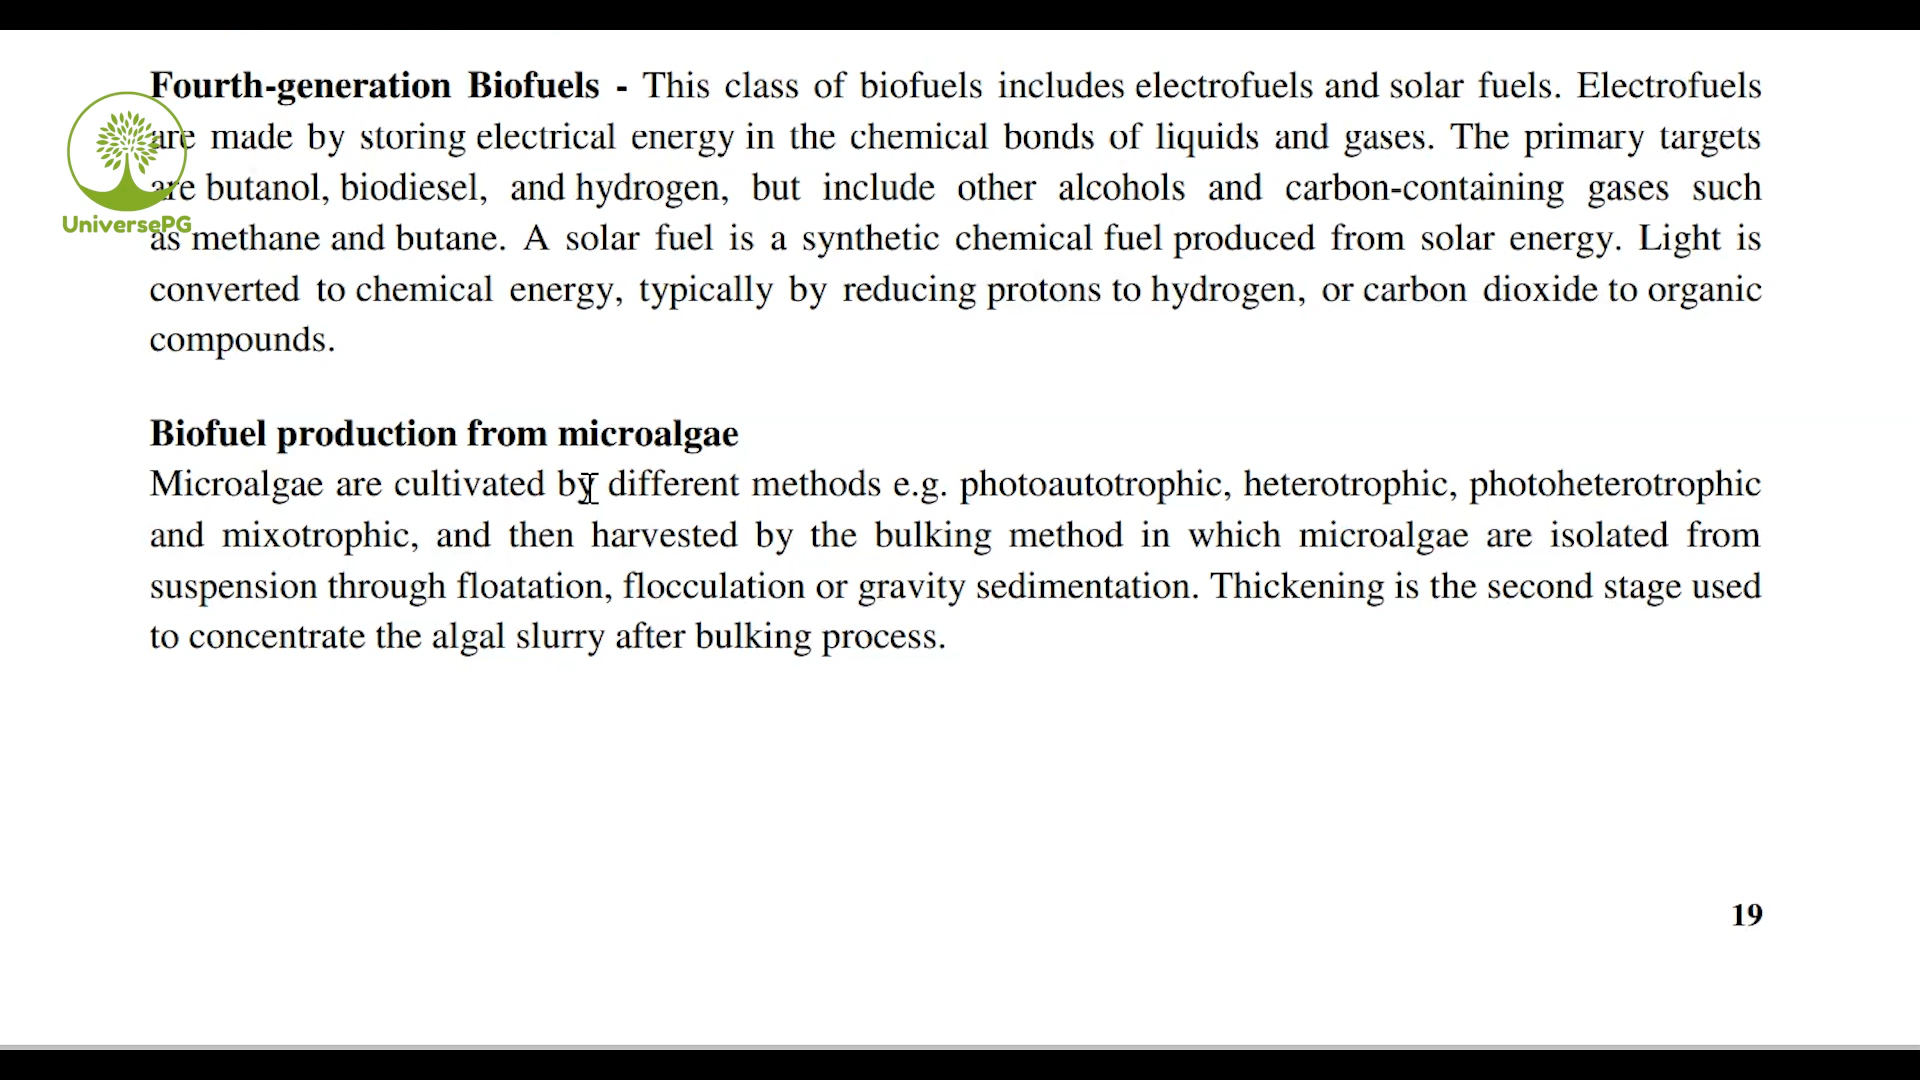 Fourth-generation Biofuels - This class of biofuels includes electrofuels and solar fuels. Electrofuels
are made by storing electrical energy in the chemical bonds of liquids and gases. The primary targets
are butanol, biodiesel, and hydrogen, but include other alcohols and carbon-containing gases such
UniversePG
as methane and butane. A solar fuel is a synthetic chemical fuel produced from solar energy. Light is
converted to chemical energy, typically by reducing protons to hydrogen, or carbon dioxide to organic
compounds.
Biofuel production from microalgae
Microalgae are cultivated by different methods e.g. photoautotrophic, heterotrophic, photoheterotrophic
and mixotrophic, and then harvested by the bulking method in which microalgae are isolated from
suspension through floatation, flocculation or gravity sedimentation. Thickening is the second stage used
to concentrate the algal slurry after bulking process.
19